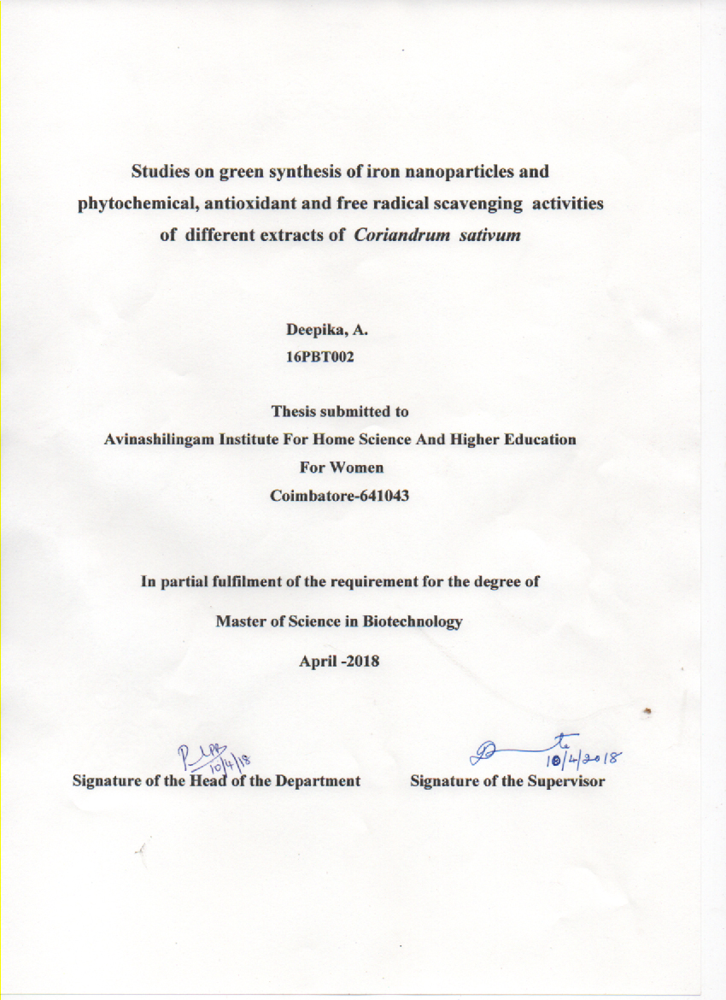 Studies on green synthesis of iron nanoparticles and
phytochemical, antioxidant and free radical scavenging activities
of different extracts of Coriandrum sativum
Deepika, A.
16PBT002
Thesis submitted to
Avinashilingam Institute For Home Science And Higher Education
For Women
Coimbatore-641043
In partial fulfilment of the requirement for the degree of
Master of Science in Biotechnology
April -2018
10/4/18
10/4/2018
Signature of the Head of the Department Signature of the Supervisor